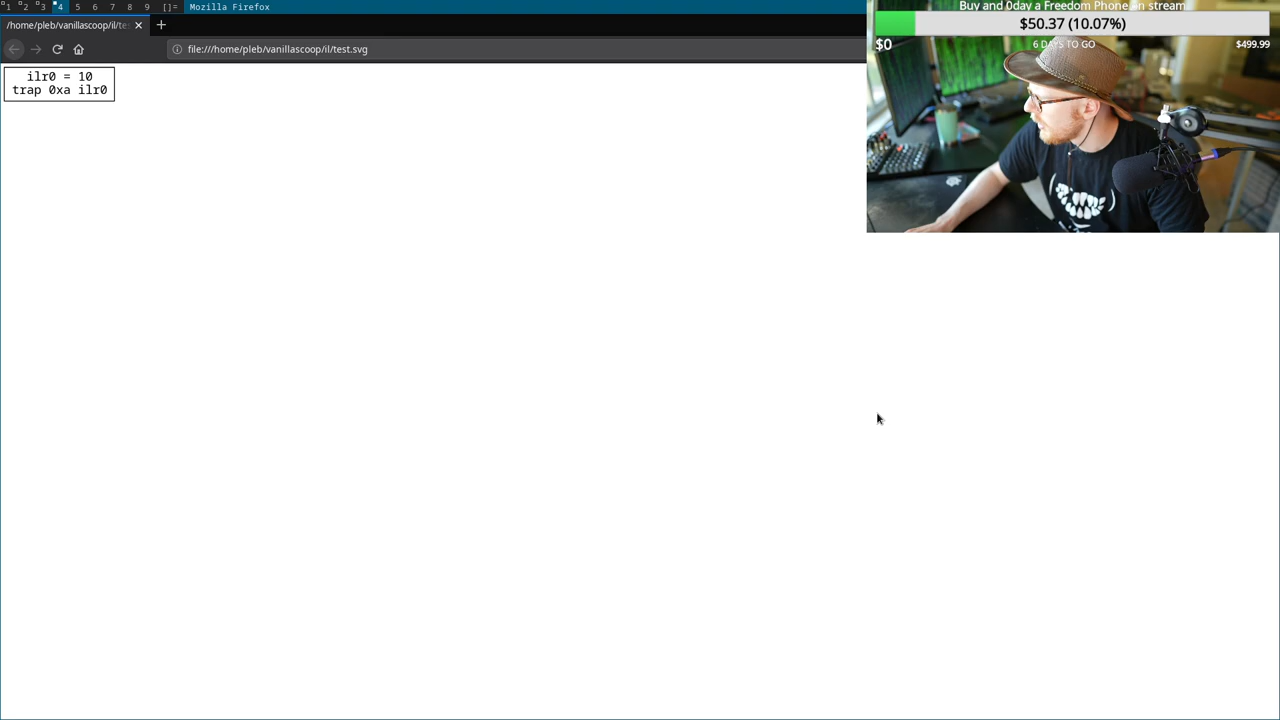 1 2 3 4 5 6 7 8 9 []= Mozilla Firefox
/home/pleb/vanillascoop/il/te
file:///home/pleb/vanillascoop/il/test.svg
ilr0 = 10
trap 0xa ilr0
Buy and 0day a Freedom Phone on stream
$50.37 (10.07%)
$0 6 DAYS TO GO $499.99